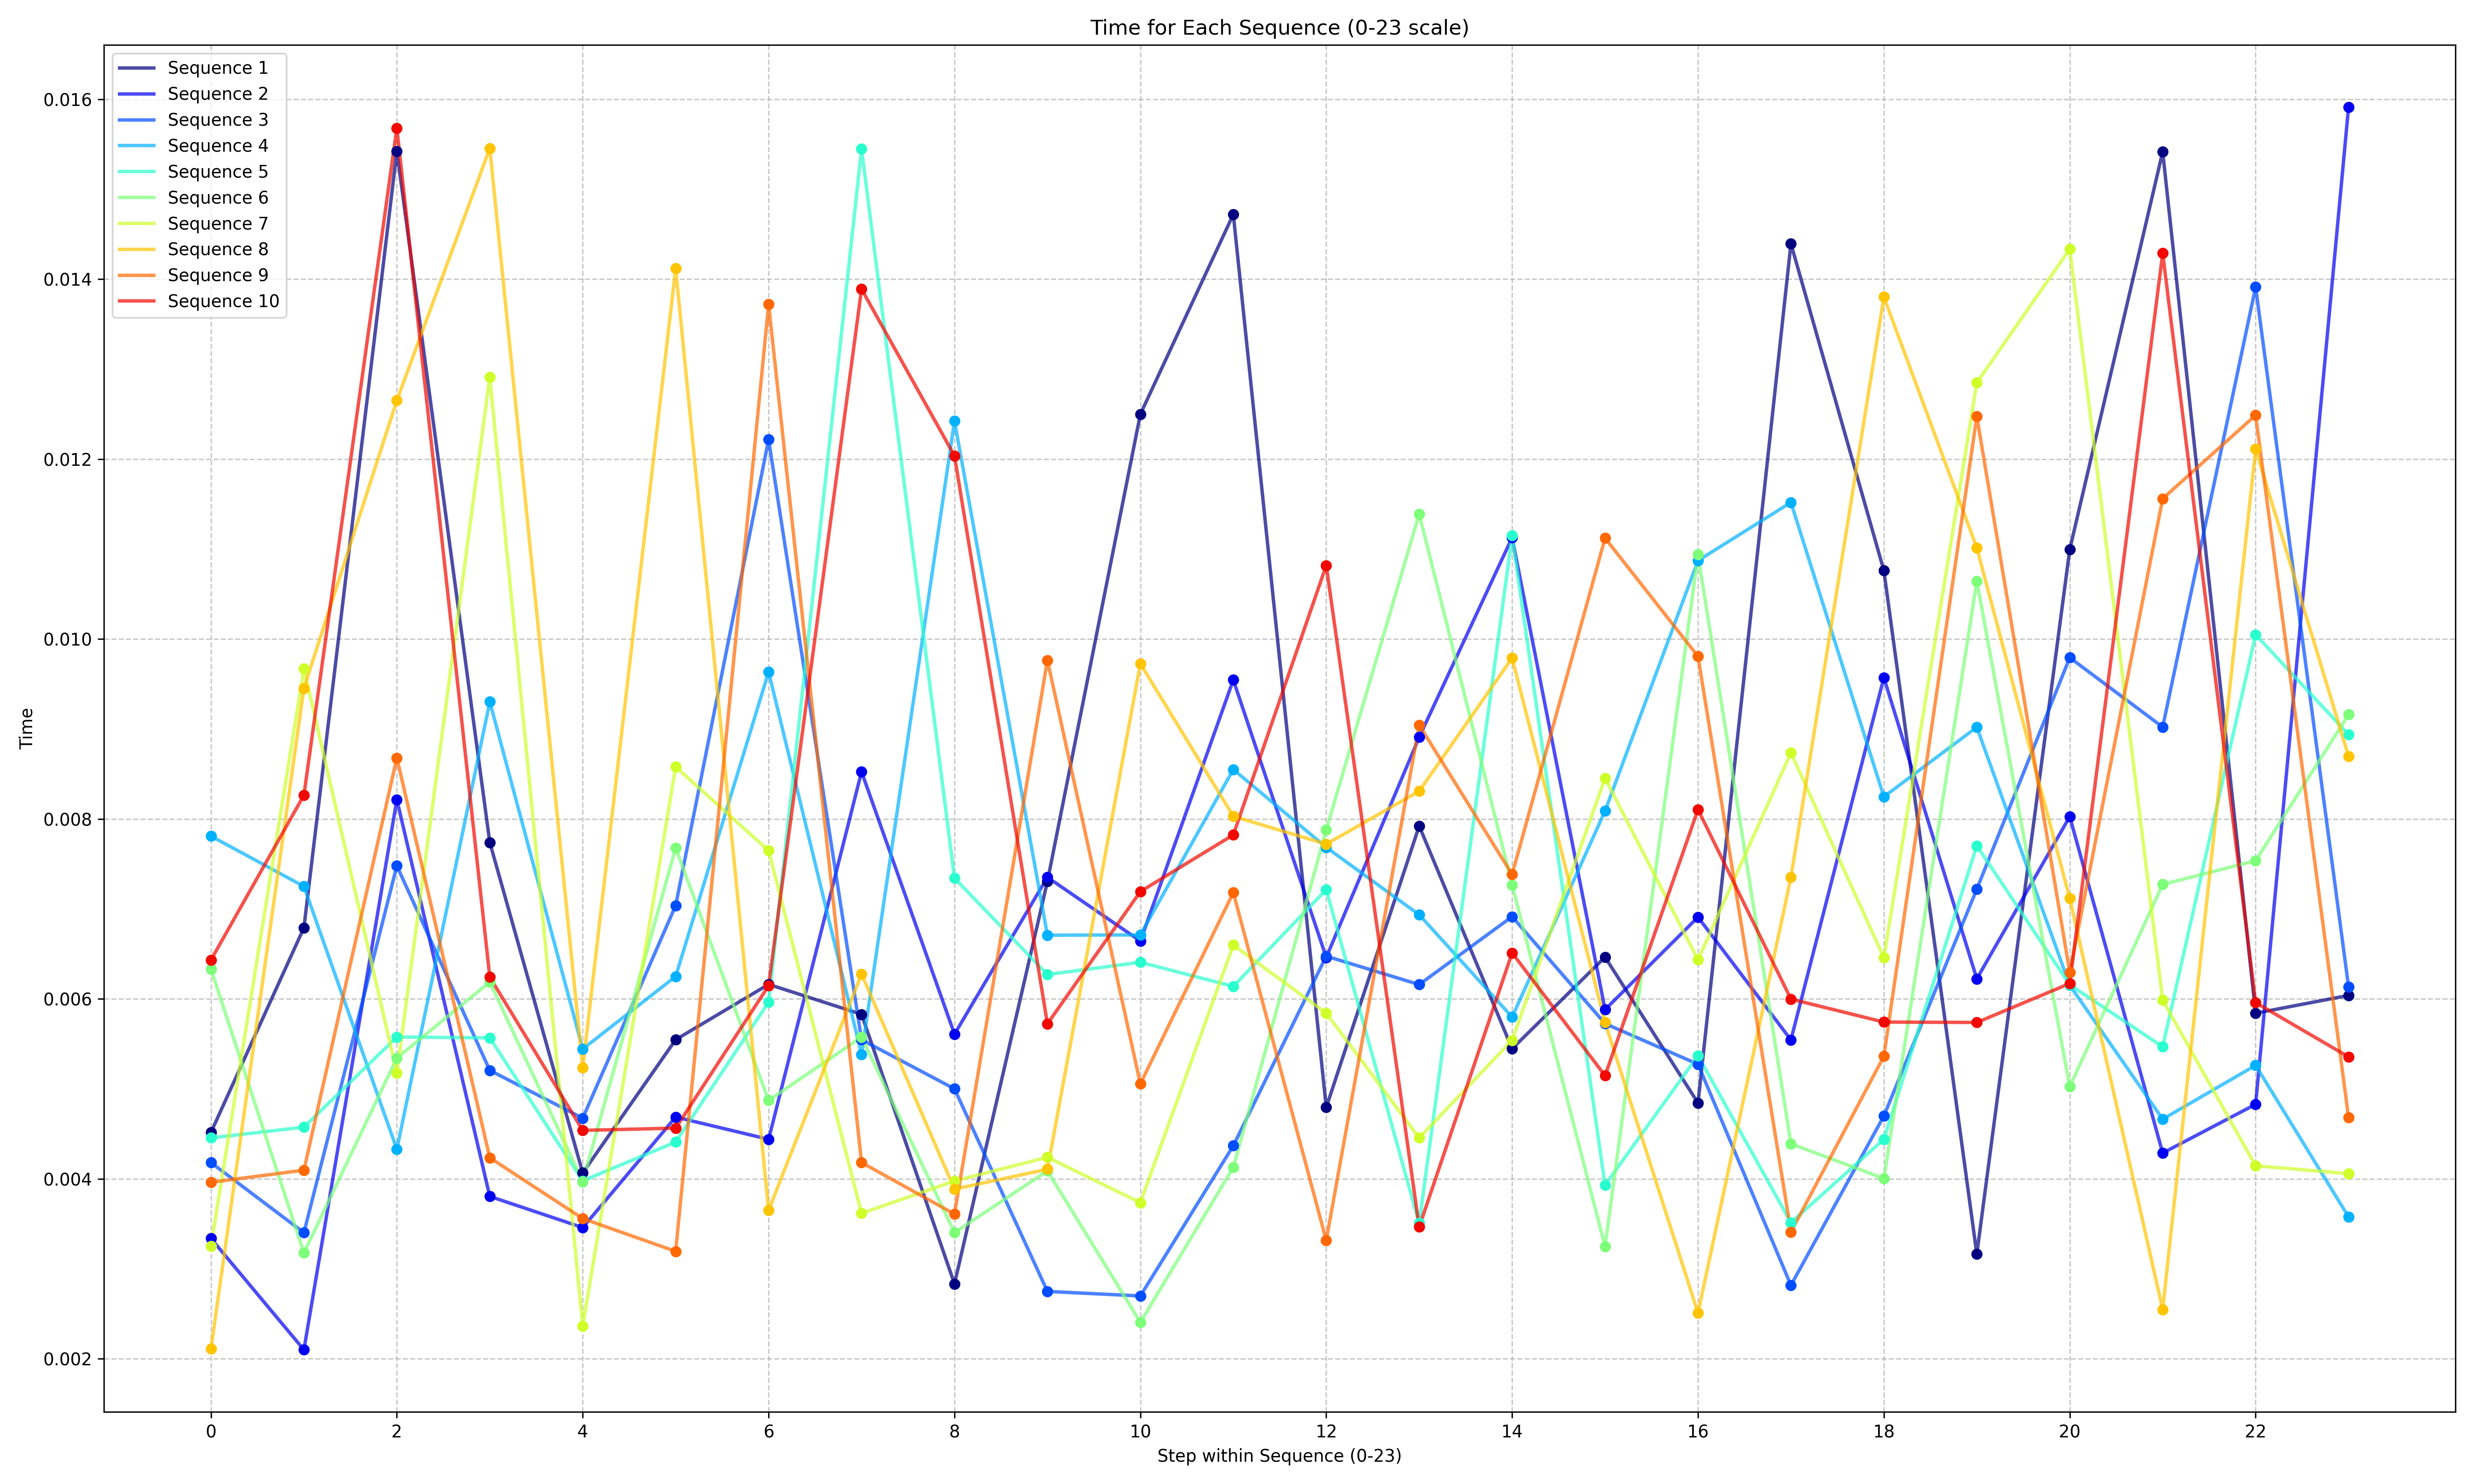 Time for Each Sequence (0-23 scale)
Sequence 1
Sequence 2
Sequence 3
Sequence 4
Sequence 5
Sequence 6
Sequence 7
Sequence 8
Sequence 9
Sequence 10
0.016
0.014
0.012
0.010
0.008
0.006
0.004
0.002
Time
0 2 4 6 8 10 12 14 16 18 20 22
Step within Sequence (0-23)